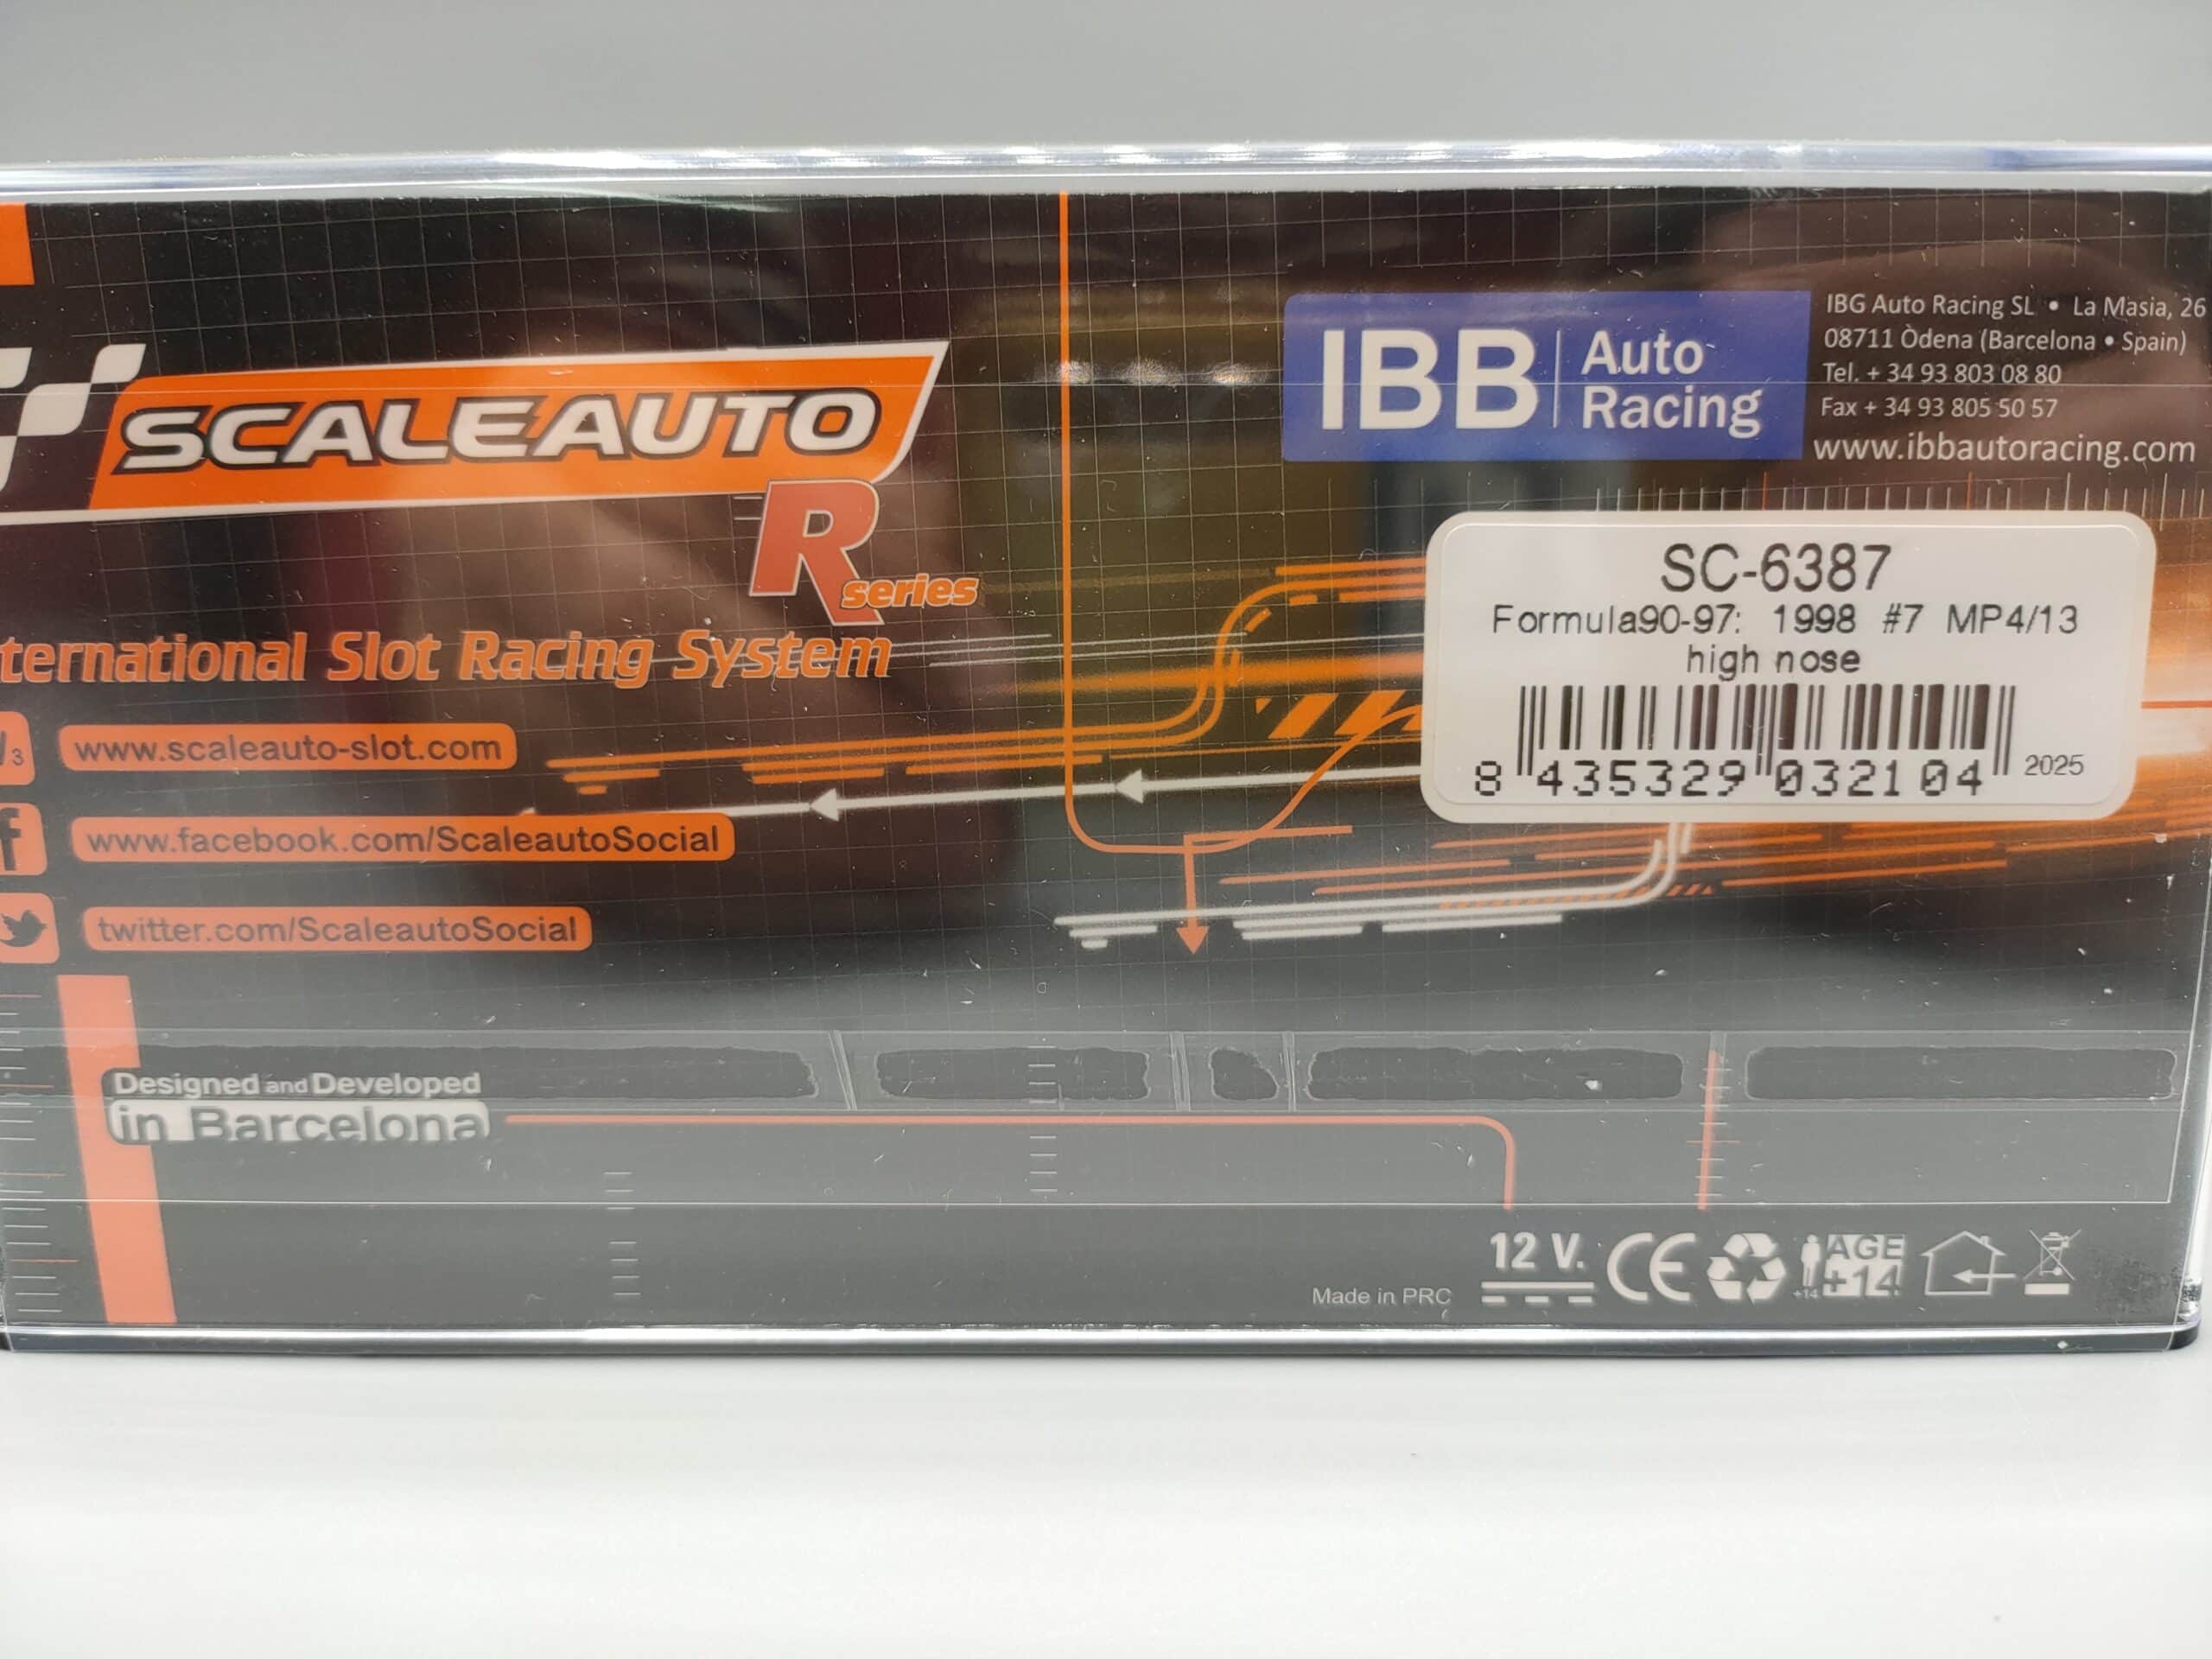 SCALEAUTO
R series
ternational Slot Racing System
www.scaleauto-slot.com
www.facebook.com/ScaleautoSocial
twitter.com/ScaleautoSocial
Designed and Developed
in Barcelona
IBB Auto Racing
IBG Auto Racing SL • La Masia, 26
08711 Òdena (Barcelona • Spain)
Tel. + 34 93 803 08 80
Fax + 34 93 805 50 57
www.ibbautoracing.com
SC-6387
Formula90-97: 1998 #7 MP4/13
high nose
8 435329 032104 2025
Made in PRC
12 V.
CE
AGE
+14
+14